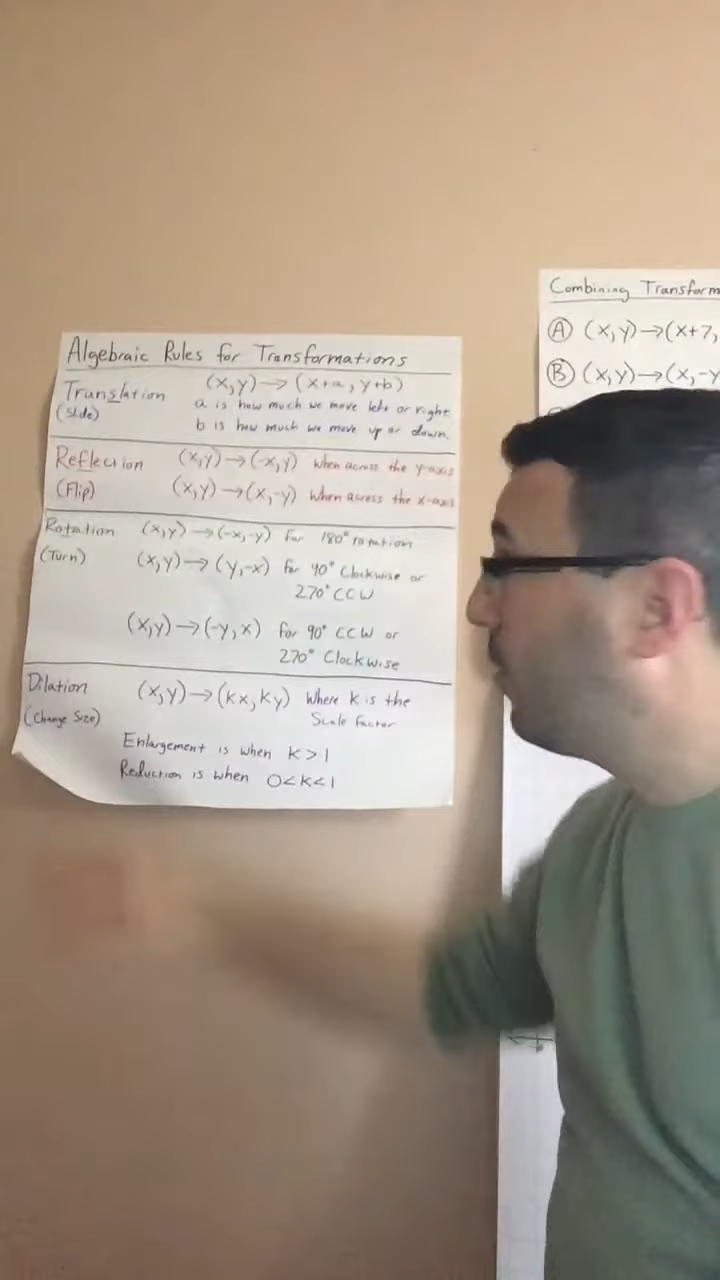 Algebraic Rules for Transformations
Translation (x,y)→(x+a, y+b)
(Slide) a is how much we move left or right
b is how much we move up or down.
Reflection (x,y)→(-x,y) when across the y-axis
(Flip) (x,y)→(x,-y) when across the x-axis
Rotation (x,y)→(-x,-y) for 180° rotation
(Turn) (x,y)→(y,-x) for 90° Clockwise or
270° CCW
(x,y)→(-y,x) for 90° CCW or
270° Clockwise
Dilation (x,y)→(kx,ky) where k is the
(Change Size) Scale factor
Enlargement is when k>1
Reduction is when 0<k<1
Combining Transform
Ⓐ (x,y)→(x+7,
Ⓑ (x,y)→(x,-y